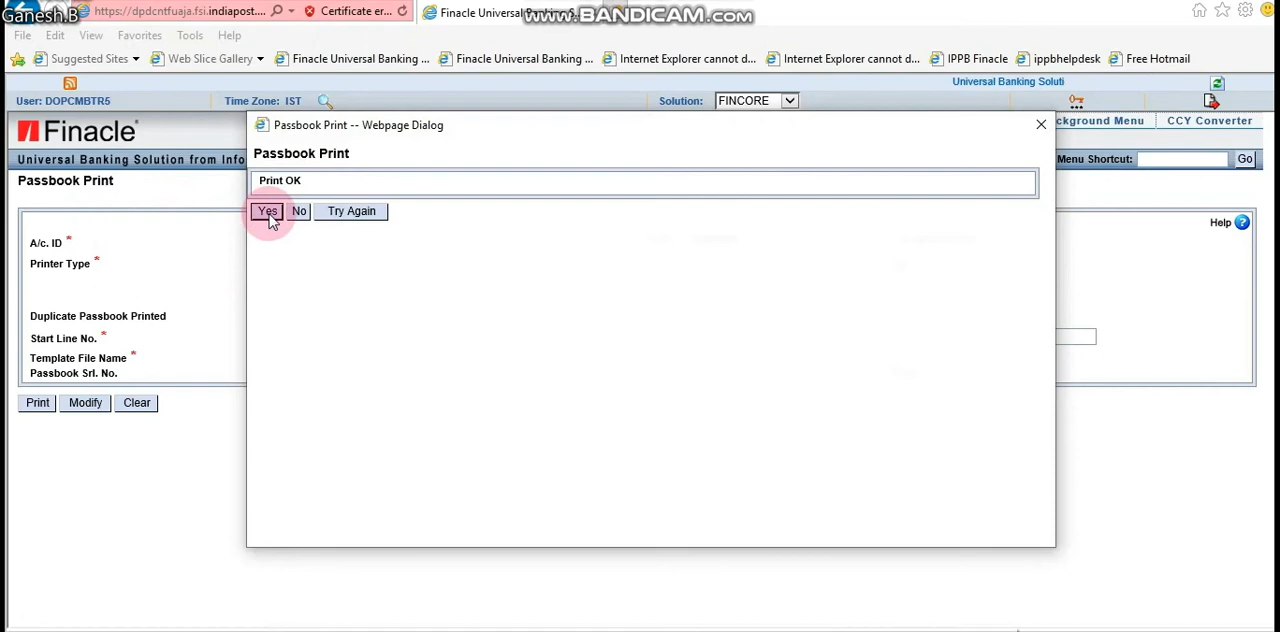 Ganesh.B
https://dpdcntfuaja.fsi.indiapost....
Certificate er...
Finacle Universal Banking S...
www.BANDICAM.com
File Edit View Favorites Tools Help
Suggested Sites Web Slice Gallery Finacle Universal Banking ... Finacle Universal Banking ... Internet Explorer cannot d... Internet Explorer cannot d... IPPB Finacle ippbhelpdesk Free Hotmail
Universal Banking Soluti
User: DOPCMBTR5 Time Zone: IST Solution: FINCORE
Finacle
ckground Menu CCY Converter
Universal Banking Solution from Info
Menu Shortcut: Go
Passbook Print -- Webpage Dialog
Passbook Print
Passbook Print
Print OK
Yes No Try Again
Help ?
A/c. ID *
Printer Type *
Duplicate Passbook Printed
Start Line No. *
Template File Name *
Passbook Srl. No.
Print Modify Clear